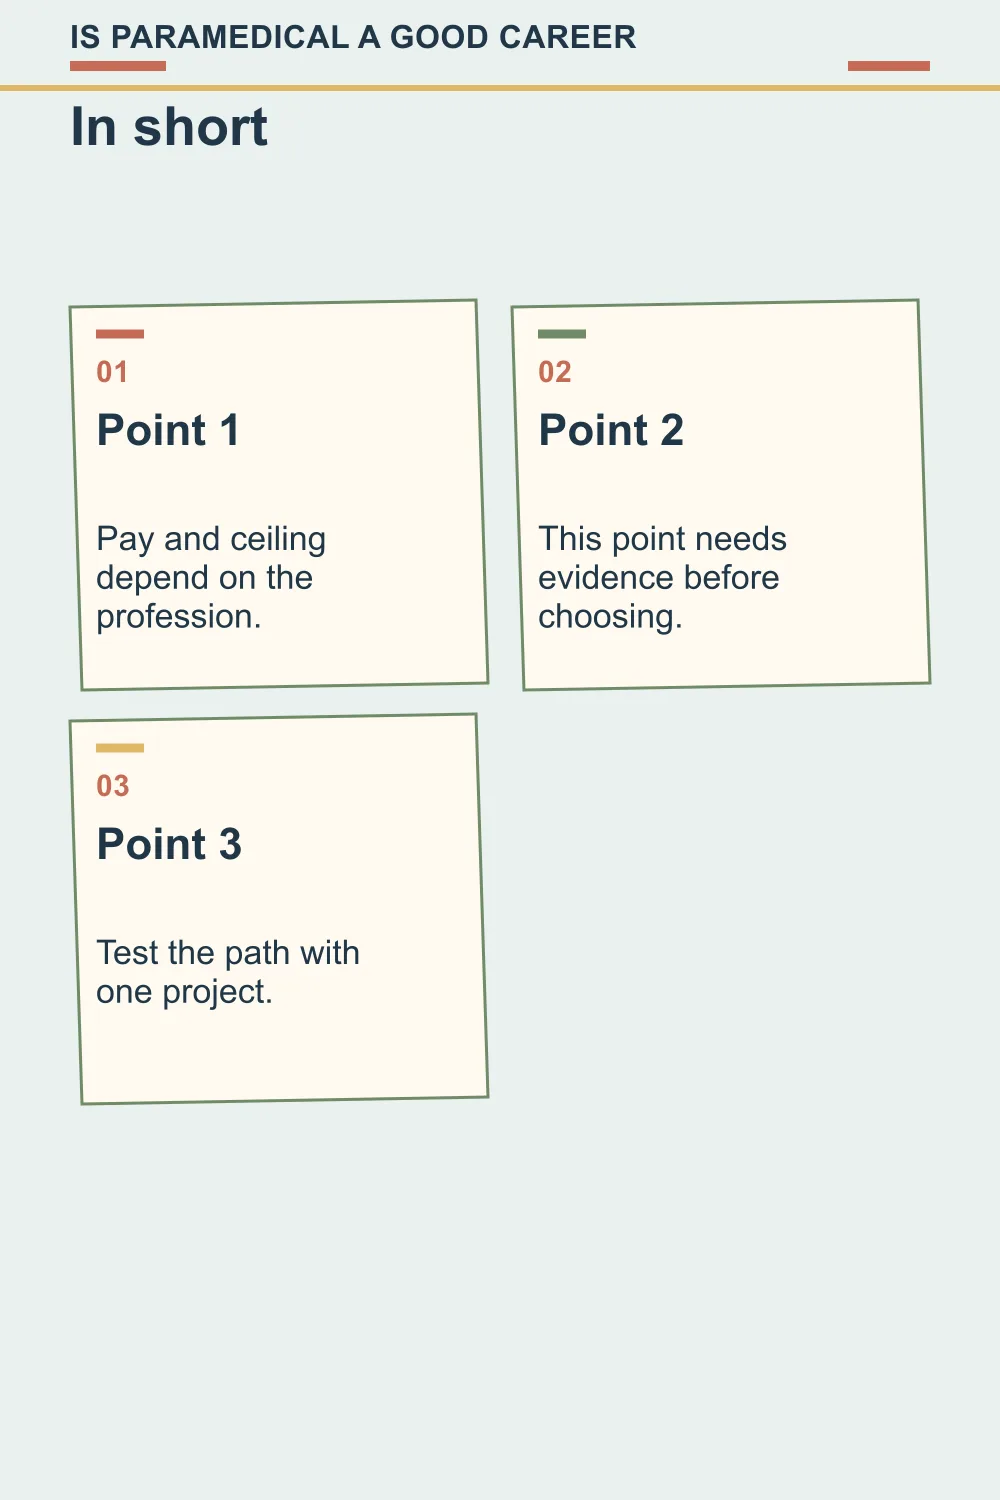 IS PARAMEDICAL A GOOD CAREER
In short
01
Point 1
Pay and ceiling
depend on the
profession.
02
Point 2
This point needs
evidence before
choosing.
03
Point 3
Test the path with
one project.